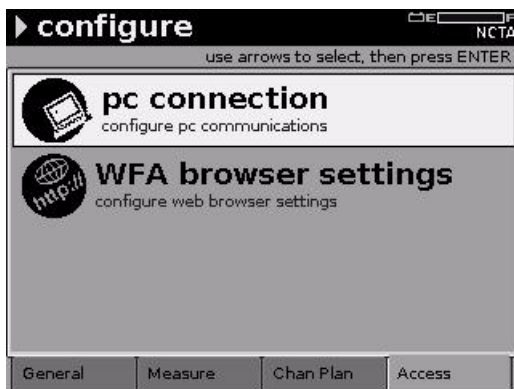 configure
E F
NCTA
use arrows to select, then press ENTER
pc connection
configure pc communications
http://
WFA browser settings
configure web browser settings
General Measure Chan Plan Access